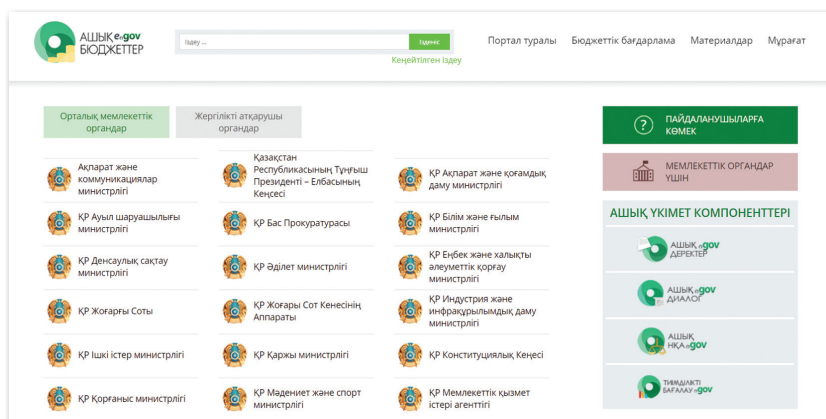 АШЫҚ e-gov
БЮДЖЕТТЕР
Іздеу ...
Ізденіс
Кеңейтілген іздеу
Портал туралы
Бюджеттік бағдарлама
Материалдар
Мұрағат
Орталық мемлекеттік
органдар
Жергілікті атқарушы
органдар
Ақпарат және
коммуникациялар
министрлігі
Қазақстан
Республикасының Тұңғыш
Президенті – Елбасының
Кеңсесі
ҚР Ақпарат және қоғамдық
даму министрлігі
ҚР Ауыл шаруашылығы
министрлігі
ҚР Бас Прокуратурасы
ҚР Білім және ғылым
министрлігі
ҚР Денсаулық сақтау
министрлігі
ҚР Әділет министрлігі
ҚР Еңбек және халықты
әлеуметтік қорғау
министрлігі
ҚР Жоғарғы Соты
ҚР Жоғары Сот Кенесінің
Аппараты
ҚР Индустрия және
инфрақұрылымдық даму
министрлігі
ҚР Ішкі істер министрлігі
ҚР Қаржы министрлігі
ҚР Конституциялық Кеңесі
ҚР Қорғаныс министрлігі
ҚР Мәдениет және спорт
министрлігі
ҚР Мемлекеттік қызмет
істері агенттігі
ПАЙДАЛАНУШЫЛАРҒА
КӨМЕК
МЕМЛЕКЕТТІК ОРГАНДАР
ҮШІН
АШЫҚ ҮКІМЕТ КОМПОНЕНТТЕРІ
АШЫҚ e-gov
ДЕРЕКТЕР
АШЫҚ e-gov
ДИАЛОГ
АШЫҚ
НҚА e-gov
ТИІМДІЛІКТІ
БАҒАЛАУ e-gov